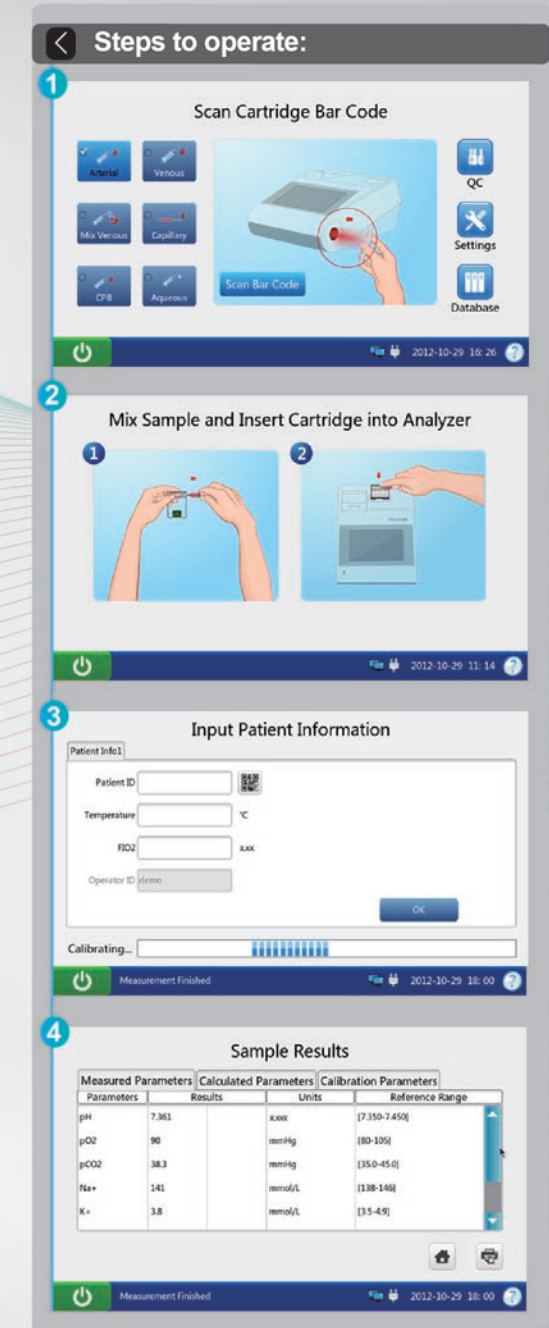 Steps to operate:
1
Scan Cartridge Bar Code
Arterial
Venous
Mix Venous
Capillary
CPB
Aqueous
Scan Bar Code
QC
Settings
Database
2012-10-29 16: 26
?
2
Mix Sample and Insert Cartridge into Analyzer
1
2
2012-10-29 11: 14
?
3
Input Patient Information
Patient Info1
Patient ID
Temperature °C
FIO2 x.xx
Operator ID demo
OK
Calibrating...
Measurement Finished 2012-10-29 18: 00 ?
4
Sample Results
Measured Parameters Calculated Parameters Calibration Parameters
Parameters Results Units Reference Range
pH 7.361 x.xxx [7.350-7.450]
pO2 90 mmHg [80-105]
pCO2 38.3 mmHg [35.0-45.0]
Na+ 141 mmol/L [138-146]
K+ 3.8 mmol/L [3.5-4.9]
Measurement Finished 2012-10-29 18: 00 ?